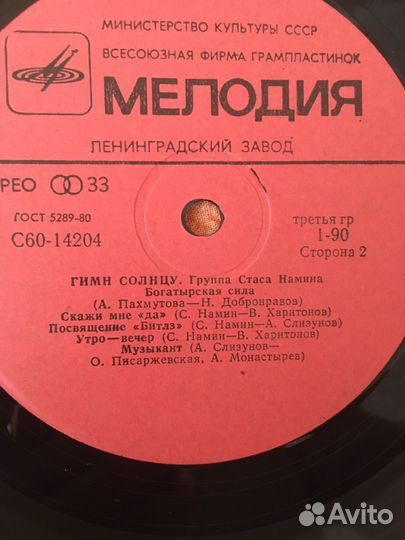 МИНИСТЕРСТВО КУЛЬТУРЫ СССР
ВСЕСОЮЗНАЯ ФИРМА ГРАМПЛАСТИНОК
МЕЛОДИЯ
ЛЕНИНГРАДСКИЙ ЗАВОД
РЕО 33
ГОСТ 5289-80
С60-14204
третья гр
1-90
Сторона 2
ГИМН СОЛНЦУ. Группа Стаса Намина
Богатырская сила
(А. Пахмутова—Н. Добронравов)
Скажи мне «да» (С. Намин—В. Харитонов)
Посвящение «Битлз» (С. Намин—А. Слизунов)
Утро—вечер (С. Намин—В. Харитонов)
Музыкант (А. Слизунов—
О. Писаржевская, А. Монастырев)
Avito